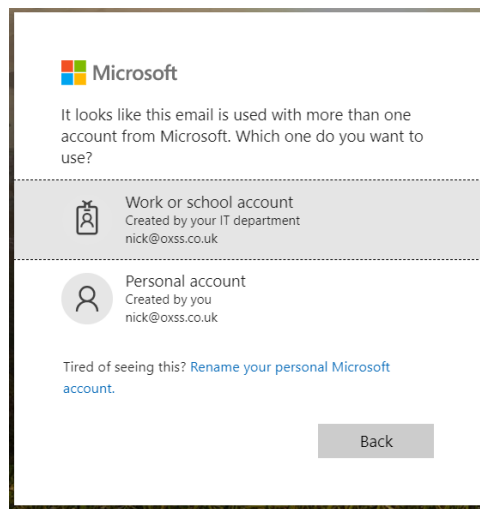 Microsoft
It looks like this email is used with more than one
account from Microsoft. Which one do you want to
use?
Work or school account
Created by your IT department
nick@oxss.co.uk
Personal account
Created by you
nick@oxss.co.uk
Tired of seeing this? Rename your personal Microsoft
account.
Back